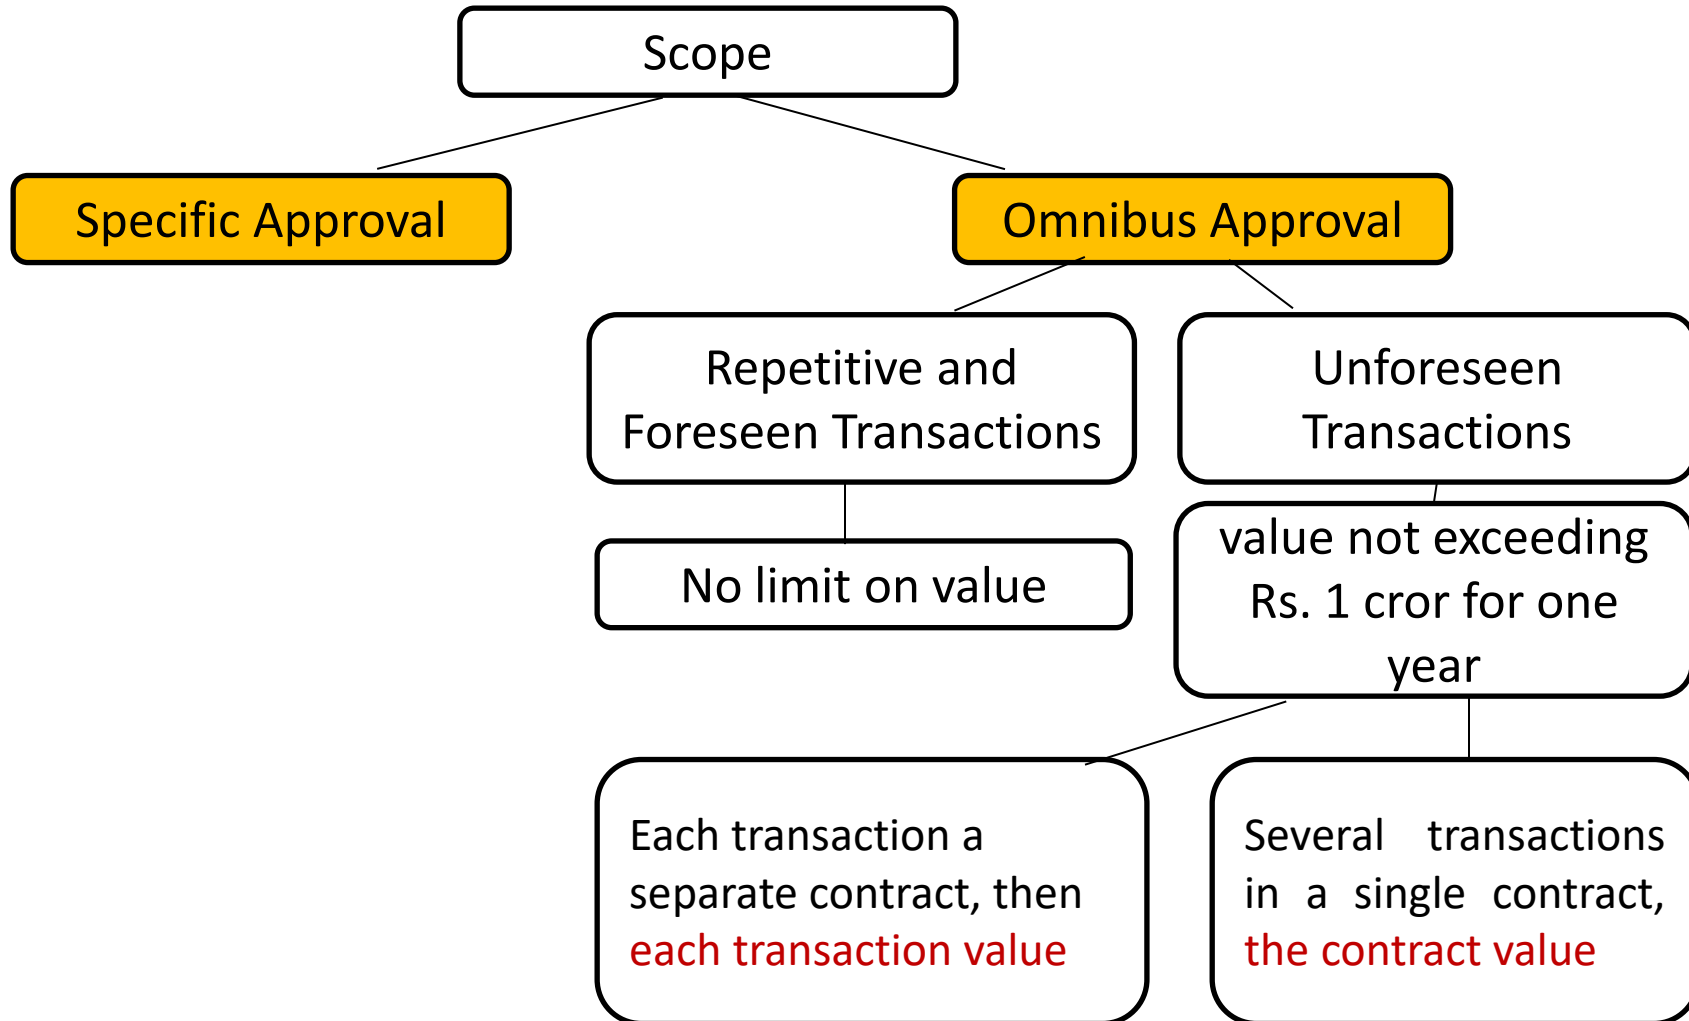 Scope
Specific Approval
Omnibus Approval
Repetitive and
Foreseen Transactions
Unforeseen
Transactions
No limit on value
value not exceeding
Rs. 1 cror for one
year
Each transaction a
separate contract, then
each transaction value
Several transactions
in a single contract,
the contract value